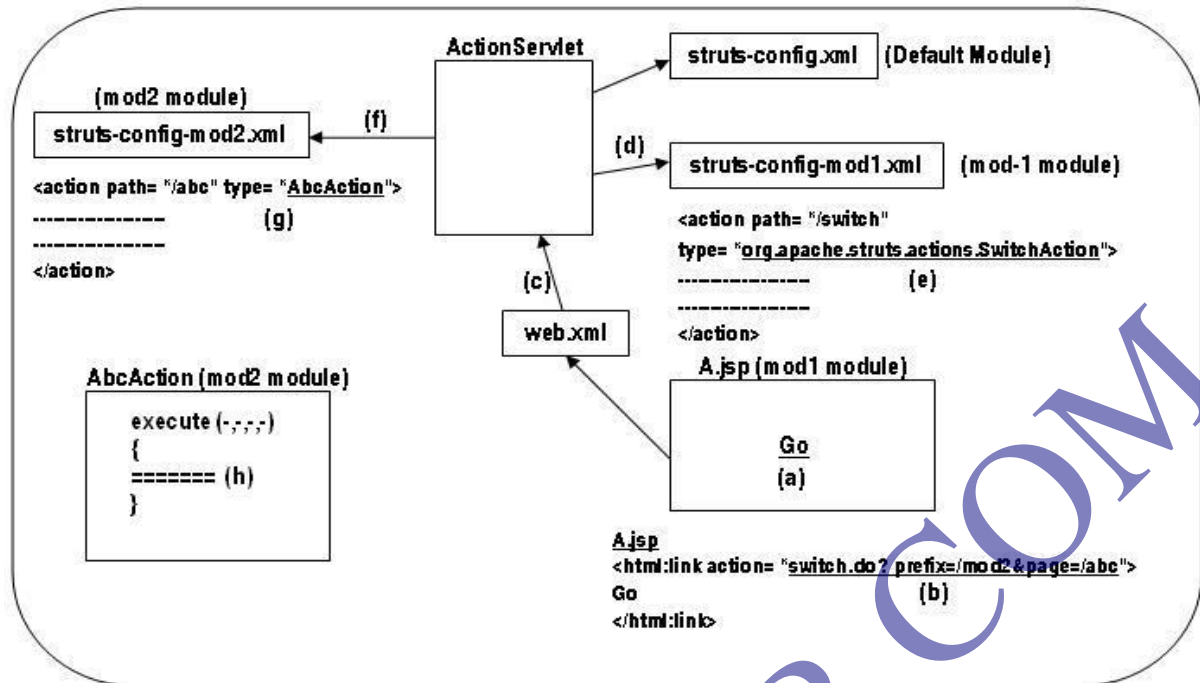 ActionServlet
struts-config.xml (Default Module)
(mod2 module)
struts-config-mod2.xml
(f)
(d)
struts-config-mod1.xml (mod-1 module)
<action path= "/abc" type= "AbcAction">
-------------------- (g)
--------------------
</action>
<action path= "/switch"
type= "org.apache.struts.actions.SwitchAction">
-------------------- (e)
--------------------
</action>
(c)
web.xml
A.jsp (mod1 module)
Go
(a)
AbcAction (mod2 module)
execute (-,-,-,-)
{
======= (h)
}
A.jsp
<html:link action= "switch.do? prefix=/mod2&page=/abc">
Go (b)
</html:link>
COM